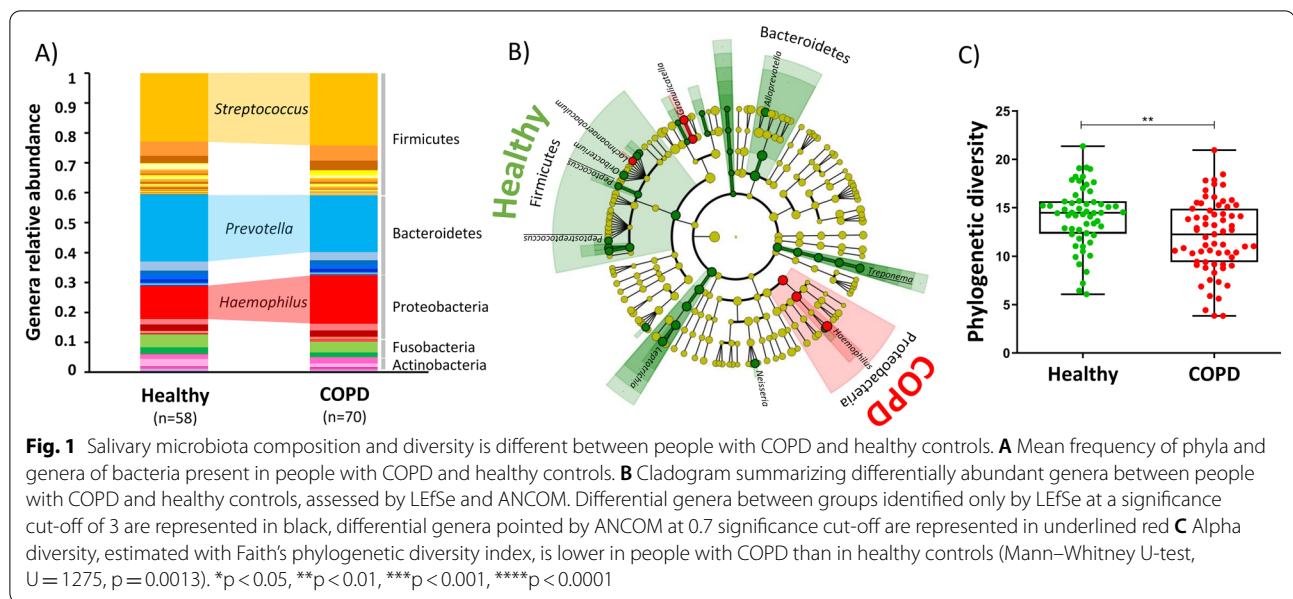 A)
Genera relative abundance
1
0.9
0.8
0.7
0.6
0.5
0.4
0.3
0.2
0.1
0
Streptococcus
Prevotella
Haemophilus
Firmicutes
Bacteroidetes
Proteobacteria
Fusobacteria
Actinobacteria
Healthy
(n=58)
COPD
(n=70)
B)
Healthy
Firmicutes
Bacteroidetes
Alloprevotella
Granulicatella
Lachnoanaerobaculum
Oribacterium
Peptococcus
Peptostreptococcus
Treponema
Haemophilus
Proteobacteria
COPD
Neisseria
Leptotrichia
C)
**
Phylogenetic diversity
25
20
15
10
5
0
Healthy
COPD
Fig. 1 Salivary microbiota composition and diversity is different between people with COPD and healthy controls. A Mean frequency of phyla and
genera of bacteria present in people with COPD and healthy controls. B Cladogram summarizing differentially abundant genera between people
with COPD and healthy controls, assessed by LEfSe and ANCOM. Differential genera between groups identified only by LEfSe at a significance
cut-off of 3 are represented in black, differential genera pointed by ANCOM at 0.7 significance cut-off are represented in underlined red C Alpha
diversity, estimated with Faith's phylogenetic diversity index, is lower in people with COPD than in healthy controls (Mann–Whitney U-test,
U = 1275, p = 0.0013). *p < 0.05, **p < 0.01, ***p < 0.001, ****p < 0.0001